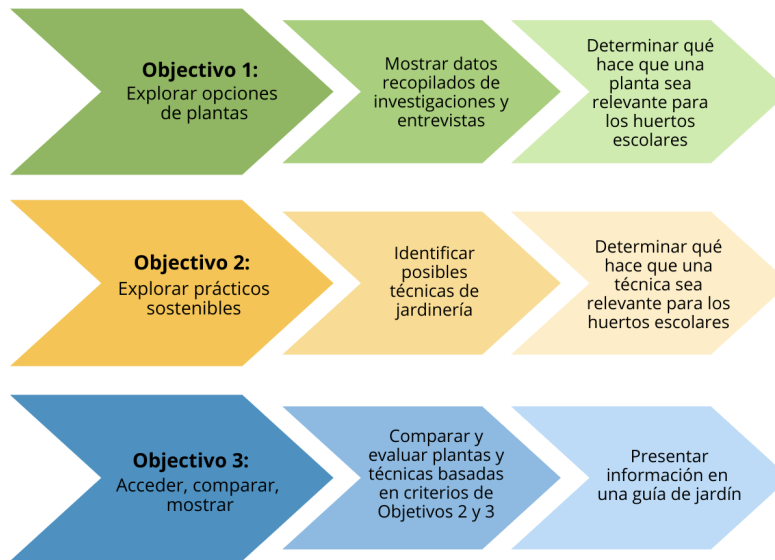 Objectivo 1:
Explorar opciones
de plantas
Mostrar datos
recopilados de
investigaciones y
entrevistas
Determinar qué
hace que una
planta sea
relevante para
los huertos
escolares
Objectivo 2:
Explorar prácticos
sostenibles
Identificar
posibles
técnicas de
jardinería
Determinar qué
hace que una
técnica sea
relevante para los
huertos escolares
Objectivo 3:
Acceder, comparar,
mostrar
Comparar y
evaluar plantas y
técnicas basadas
en criterios de
Objetivos 2 y 3
Presentar
información en
una guía de jardín